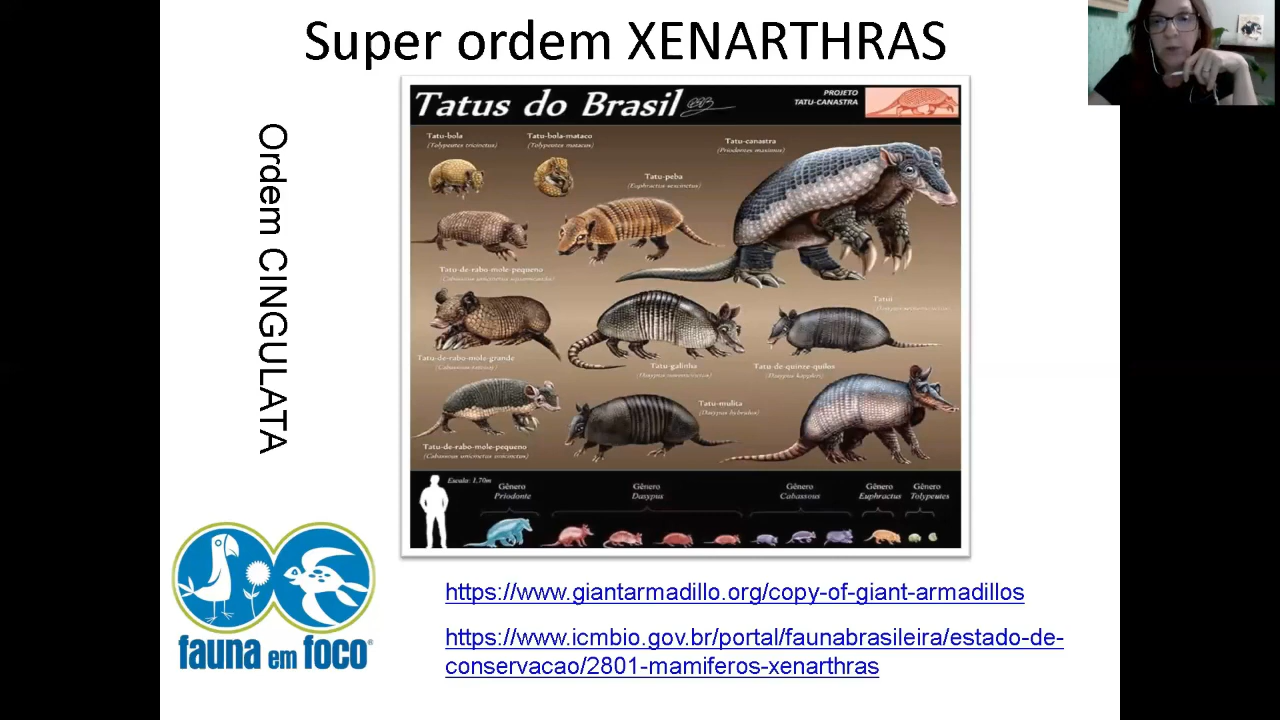 Super ordem XENARTHRAS
Ordem CINGULATA
Tatus do Brasil
PROJETO
TATU-CANASTRA
Tatu-bola
(Tolypeutes tricinctus)
Tatu-bola-mataco
(Tolypeutes matacus)
Tatu-canastra
(Priodontes maximus)
Tatu-peba
(Euphractus sexcinctus)
Tatu-de-rabo-mole-pequeno
Tatuí
Tatu-de-rabo-mole-grande
(Cabassous tatouay)
Tatu-galinha
(Dasypus novemcinctus)
Tatu-de-quinze-quilos
(Dasypus kappleri)
Tatu-mulita
(Dasypus hybridus)
Tatu-de-rabo-mole-pequeno
(Cabassous unicinctus unicinctus)
Escala: 1,70m
Gênero
Priodonte
Gênero
Dasypus
Gênero
Cabassous
Gênero
Euphractus
Gênero
Tolypeutes
fauna em foco
https://www.giantarmadillo.org/copy-of-giant-armadillos
https://www.icmbio.gov.br/portal/faunabrasileira/estado-de-
conservacao/2801-mamiferos-xenarthras